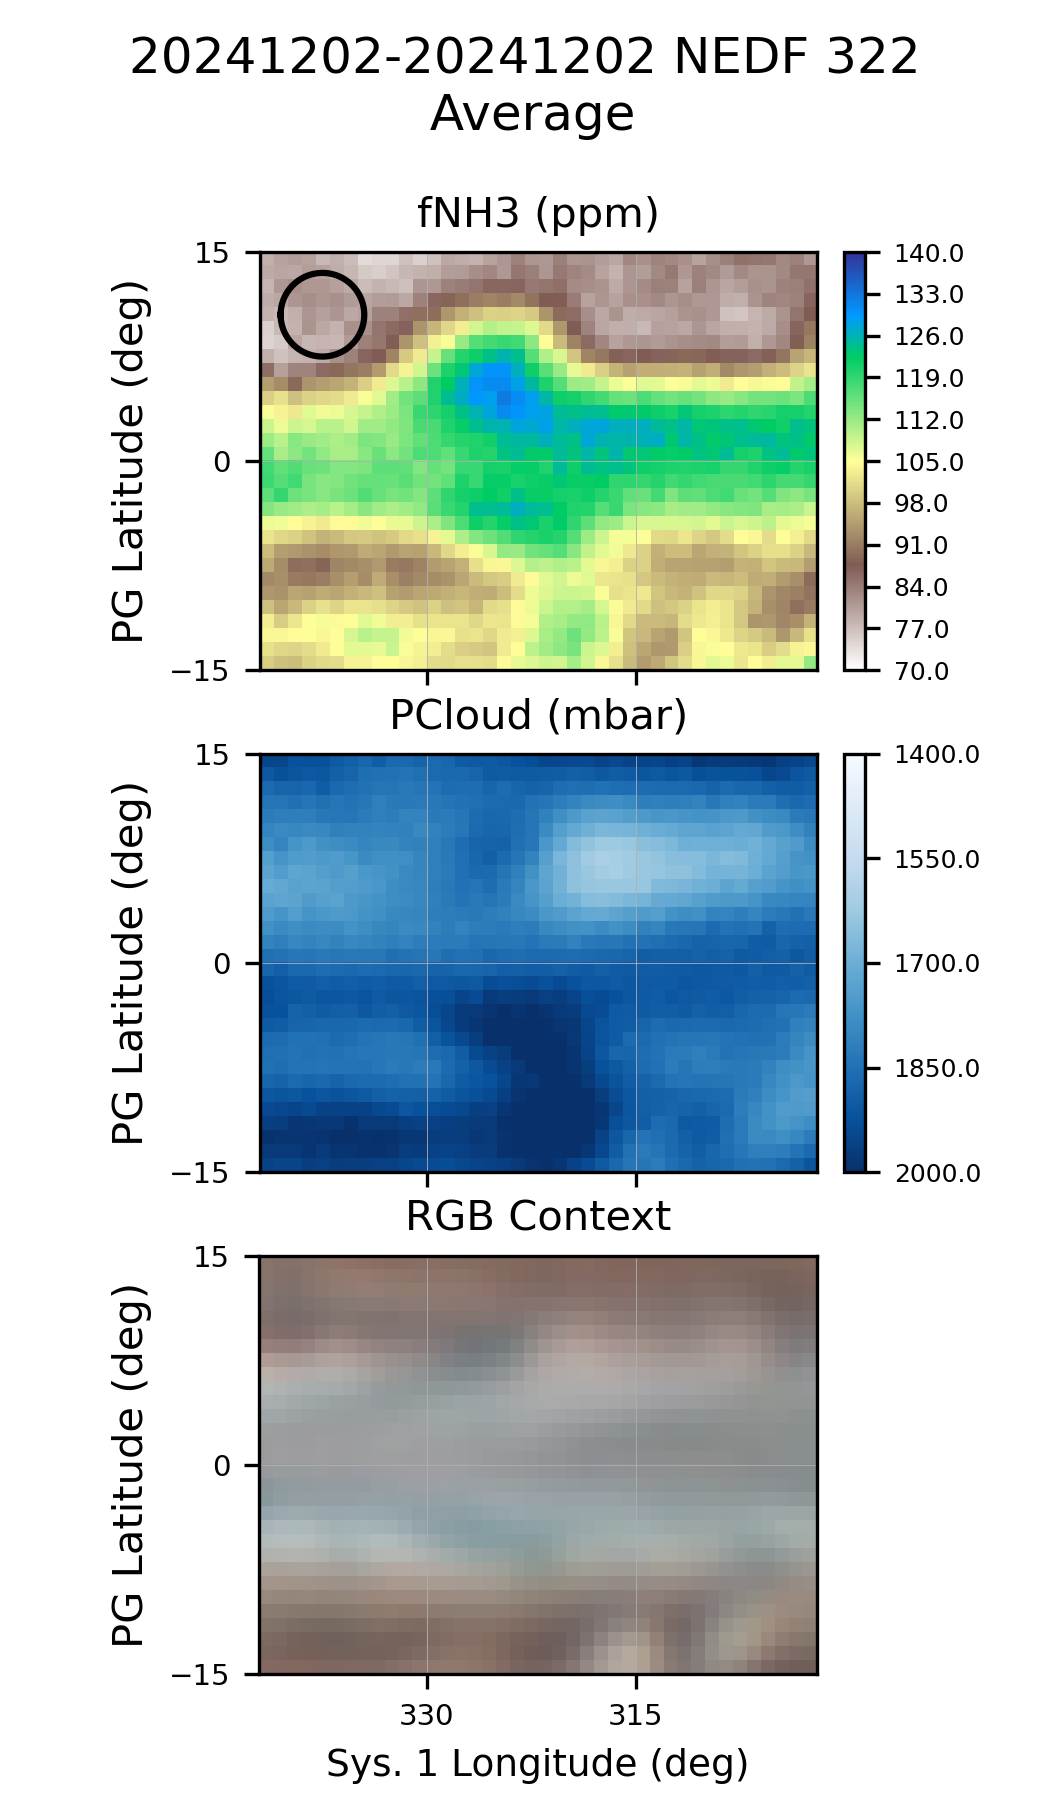 20241202-20241202 NEDF 322
Average
fNH3 (ppm)
PG Latitude (deg)
15
0
−15
140.0
133.0
126.0
119.0
112.0
105.0
98.0
91.0
84.0
77.0
70.0
PCloud (mbar)
PG Latitude (deg)
15
0
−15
1400.0
1550.0
1700.0
1850.0
2000.0
RGB Context
PG Latitude (deg)
15
0
−15
330 315
Sys. 1 Longitude (deg)